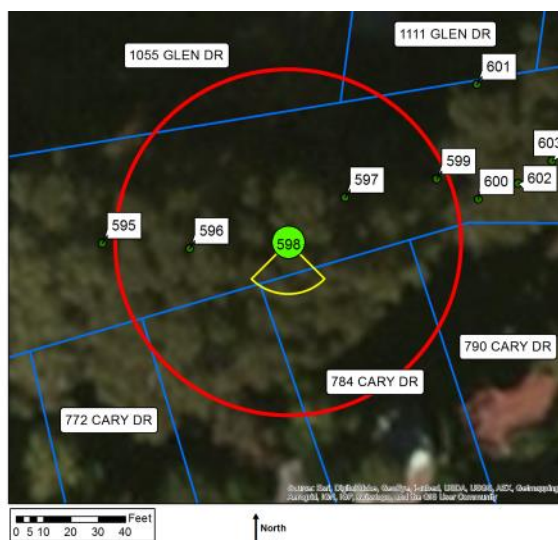 1055 GLEN DR
1111 GLEN DR
601
603
599
597
600
602
595
596
598
790 CARY DR
784 CARY DR
772 CARY DR
Feet
0 5 10 20 30 40
North